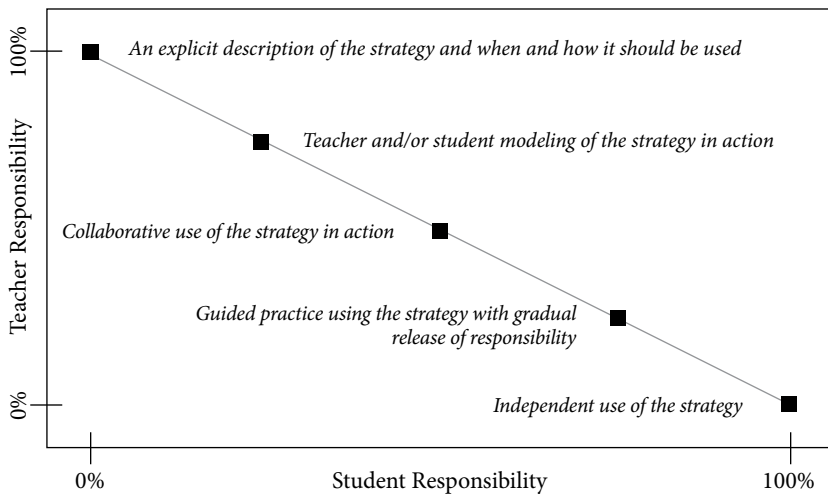 100%
An explicit description of the strategy and when and how it should be used
Teacher and/or student modeling of the strategy in action
Teacher Responsibility
Collaborative use of the strategy in action
Guided practice using the strategy with gradual
release of responsibility
0%
Independent use of the strategy
0%
Student Responsibility
100%